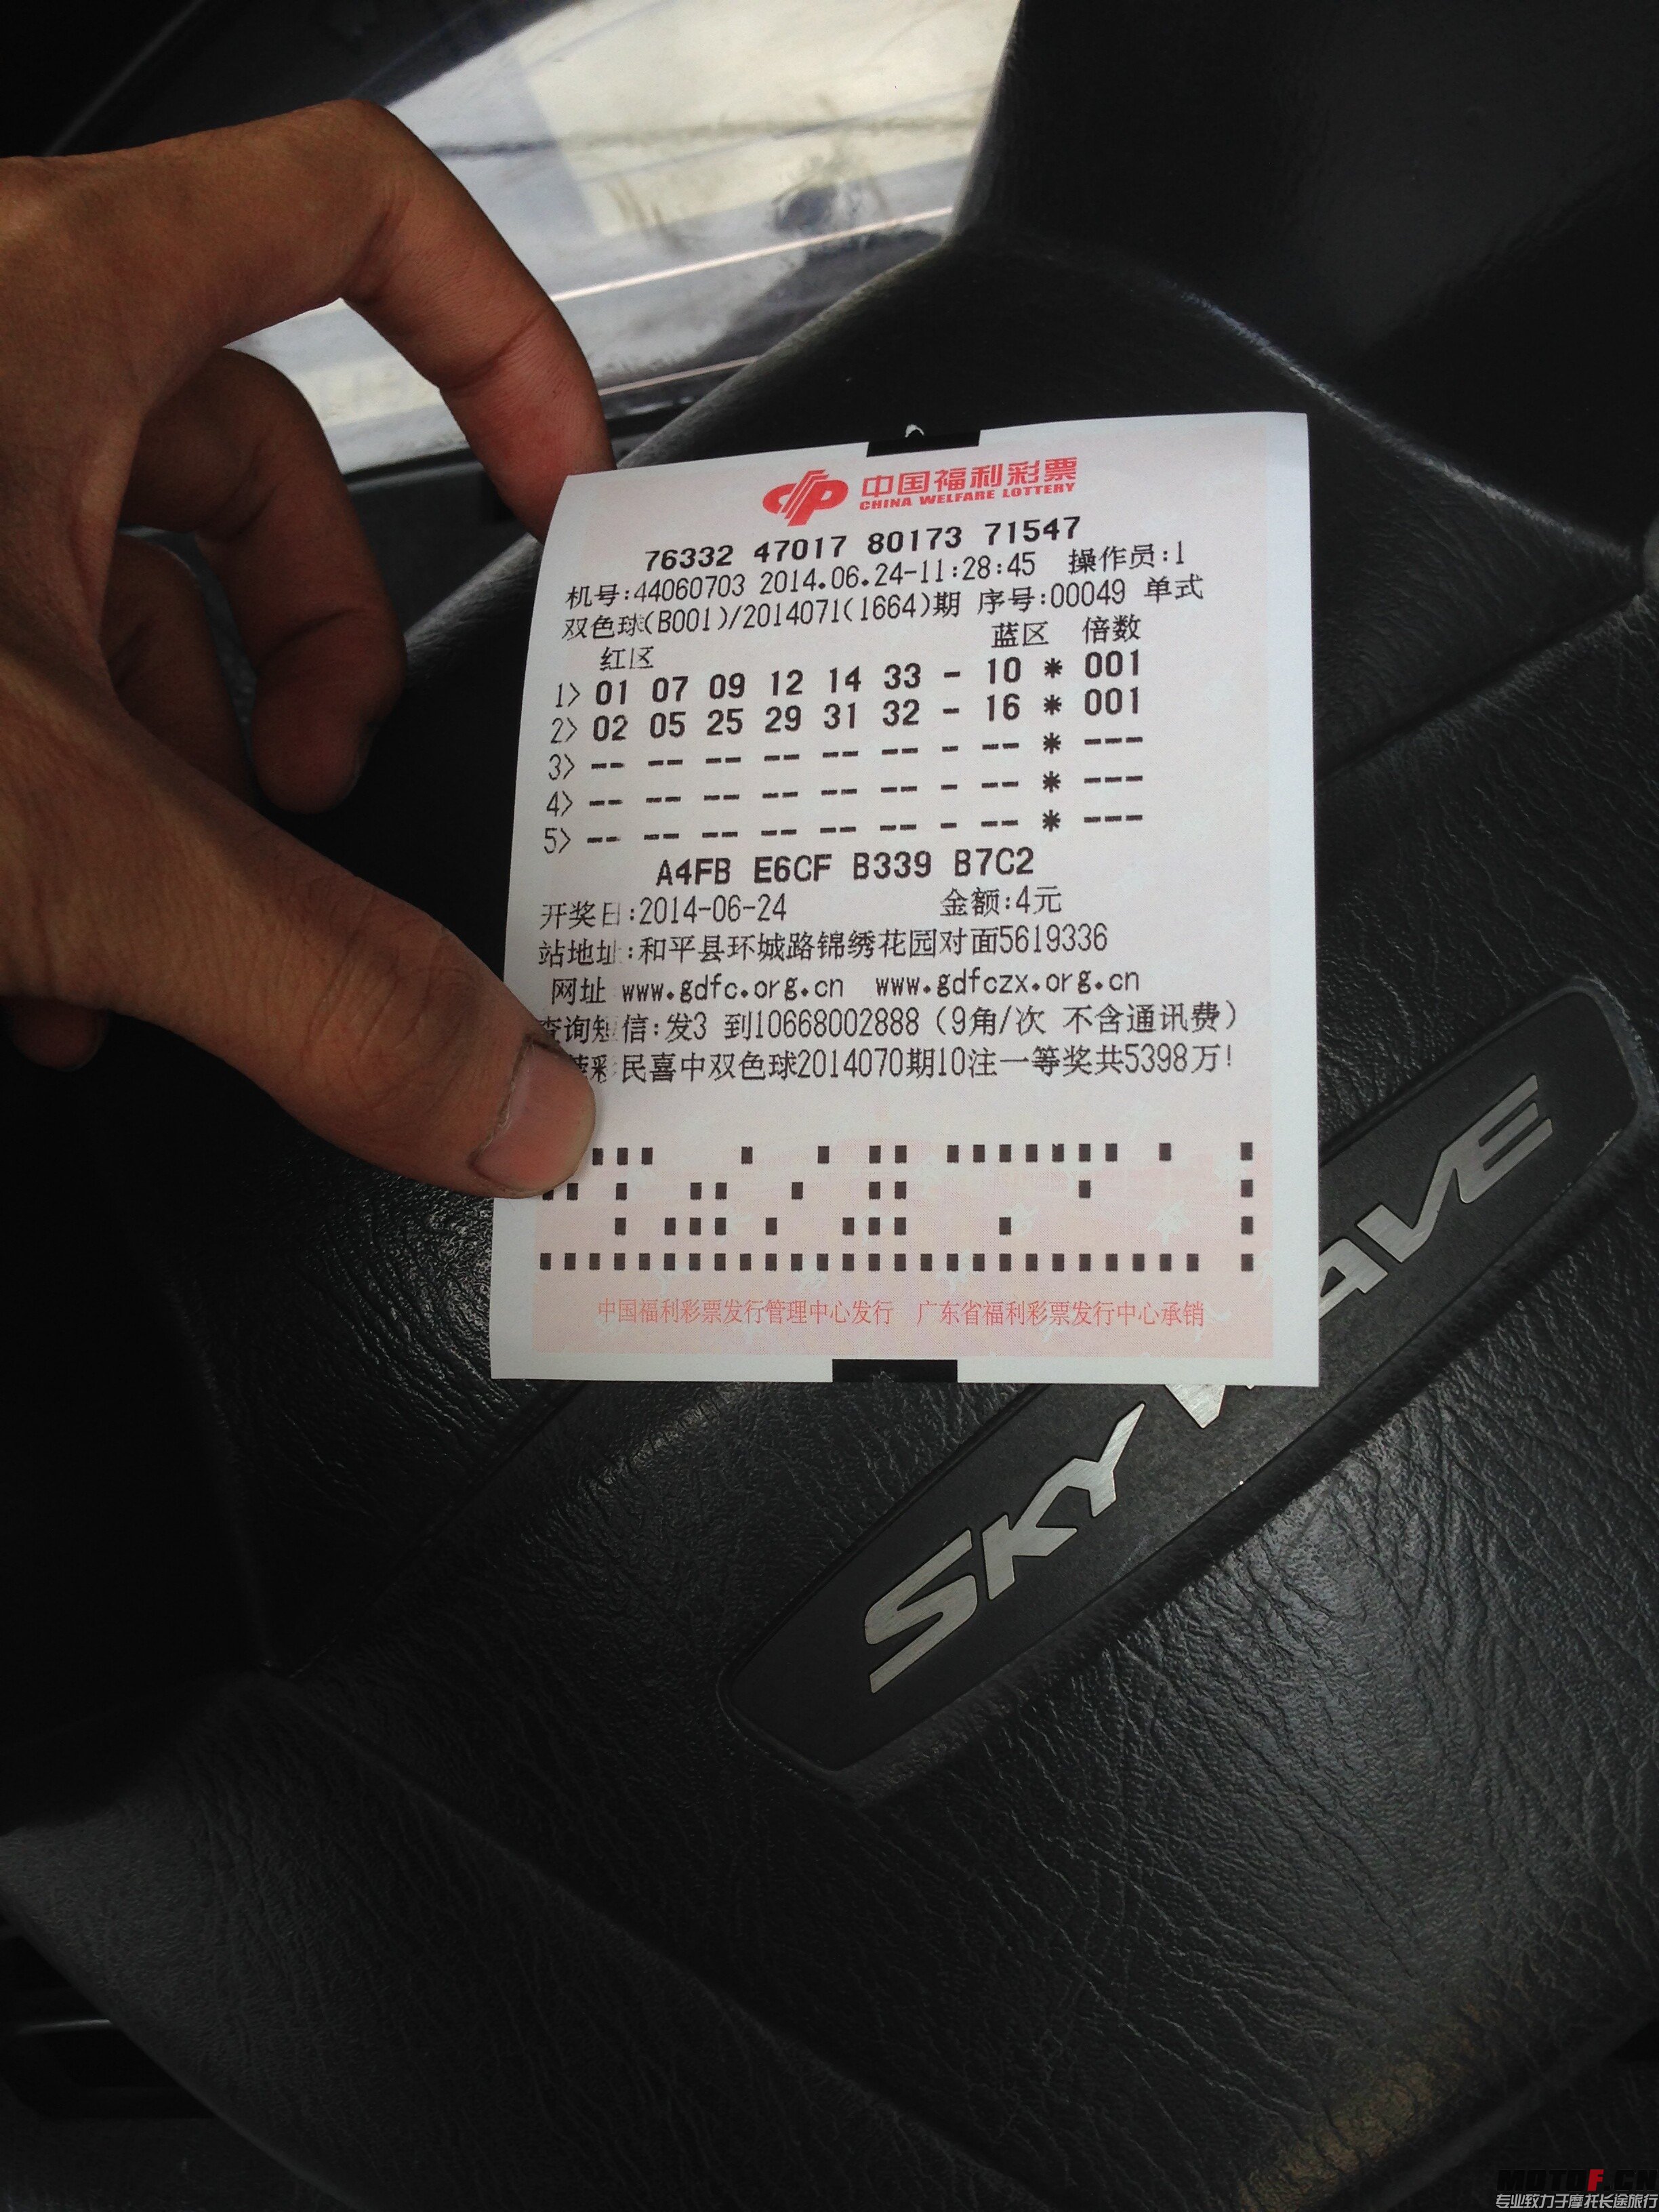 中国福利彩票
CHINA WELFARE LOTTERY
76332 47017 80173 71547
机号:44060703 2014.06.24-11:28:45 操作员:1
双色球(B001)/2014071(1664)期 序号:00049 单式
红区 蓝区 倍数
1> 01 07 09 12 14 33 - 10 * 001
2> 02 05 25 29 31 32 - 16 * 001
3> -- -- -- -- -- -- - -- * ---
4> -- -- -- -- -- -- - -- * ---
5> -- -- -- -- -- -- - -- * ---
A4FB E6CF B339 B7C2
开奖日:2014-06-24 金额:4元
站地址:和平县环城路锦绣花园对面5619336
网址 www.gdfc.org.cn www.gdfczx.org.cn
查询短信:发3 到10668002888(9角/次 不含通讯费)
彩民喜中双色球2014070期10注一等奖共5398万!
中国福利彩票发行管理中心发行 广东省福利彩票发行中心承销
SKYWAVE
MOTOF.CN
专业致力于摩托长途旅行